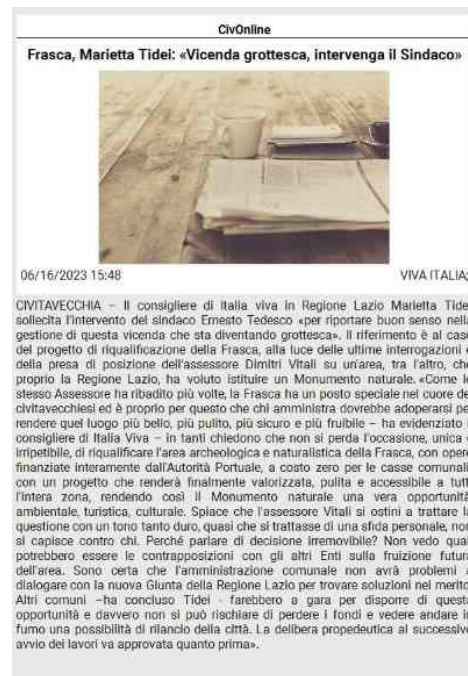 CivOnline
Frasca, Marietta Tidei: «Vicenda grottesca, intervenga il Sindaco»
06/16/2023 15:48
VIVA ITALIA;
CIVITAVECCHIA – Il consigliere di Italia viva in Regione Lazio Marietta Tide
sollecita l'intervento del sindaco Ernesto Tedesco «per riportare buon senso nella
gestione di questa vicenda che sta diventando grottesca». Il riferimento è al caso
del progetto di riqualificazione della Frasca, alla luce delle ultime interrogazioni e
della presa di posizione dell'assessore Dimitri Vitali su un'area, tra l'altro, che
proprio la Regione Lazio, ha voluto istituire un Monumento naturale. «Come lo
stesso Assessore ha ribadito più volte, la Frasca ha un posto speciale nel cuore de
civitavecchiesi ed è proprio per questo che chi amministra dovrebbe adoperarsi pe
rendere quel luogo più bello, più pulito, più sicuro e più fruibile – ha evidenziato i
consigliere di Italia Viva – in tanti chiedono che non si perda l'occasione, unica e
irripetibile, di riqualificare l'area archeologica e naturalistica della Frasca, con opere
finanziate interamente dall'Autorità Portuale, a costo zero per le casse comunali
con un progetto che renderà finalmente valorizzata, pulita e accessibile a tutt
l'intera zona, rendendo così il Monumento naturale una vera opportunità
ambientale, turistica, culturale. Spiace che l'assessore Vitali si ostini a trattare la
questione con un tono tanto duro, quasi che si trattasse di una sfida personale, non
si capisce contro chi. Perché parlare di decisione irremovibile? Non vedo qual
potrebbero essere le contrapposizioni con gli altri Enti sulla fruizione futura
dell'area. Sono certa che l'amministrazione comunale non avrà problemi a
dialogare con la nuova Giunta della Regione Lazio per trovare soluzioni nel merito
Altri comuni –ha concluso Tidei - farebbero a gara per disporre di questa
opportunità e davvero non si può rischiare di perdere i fondi e vedere andare in
fumo una possibilità di rilancio della città. La delibera propedeutica al successivo
avvio dei lavori va approvata quanto prima».